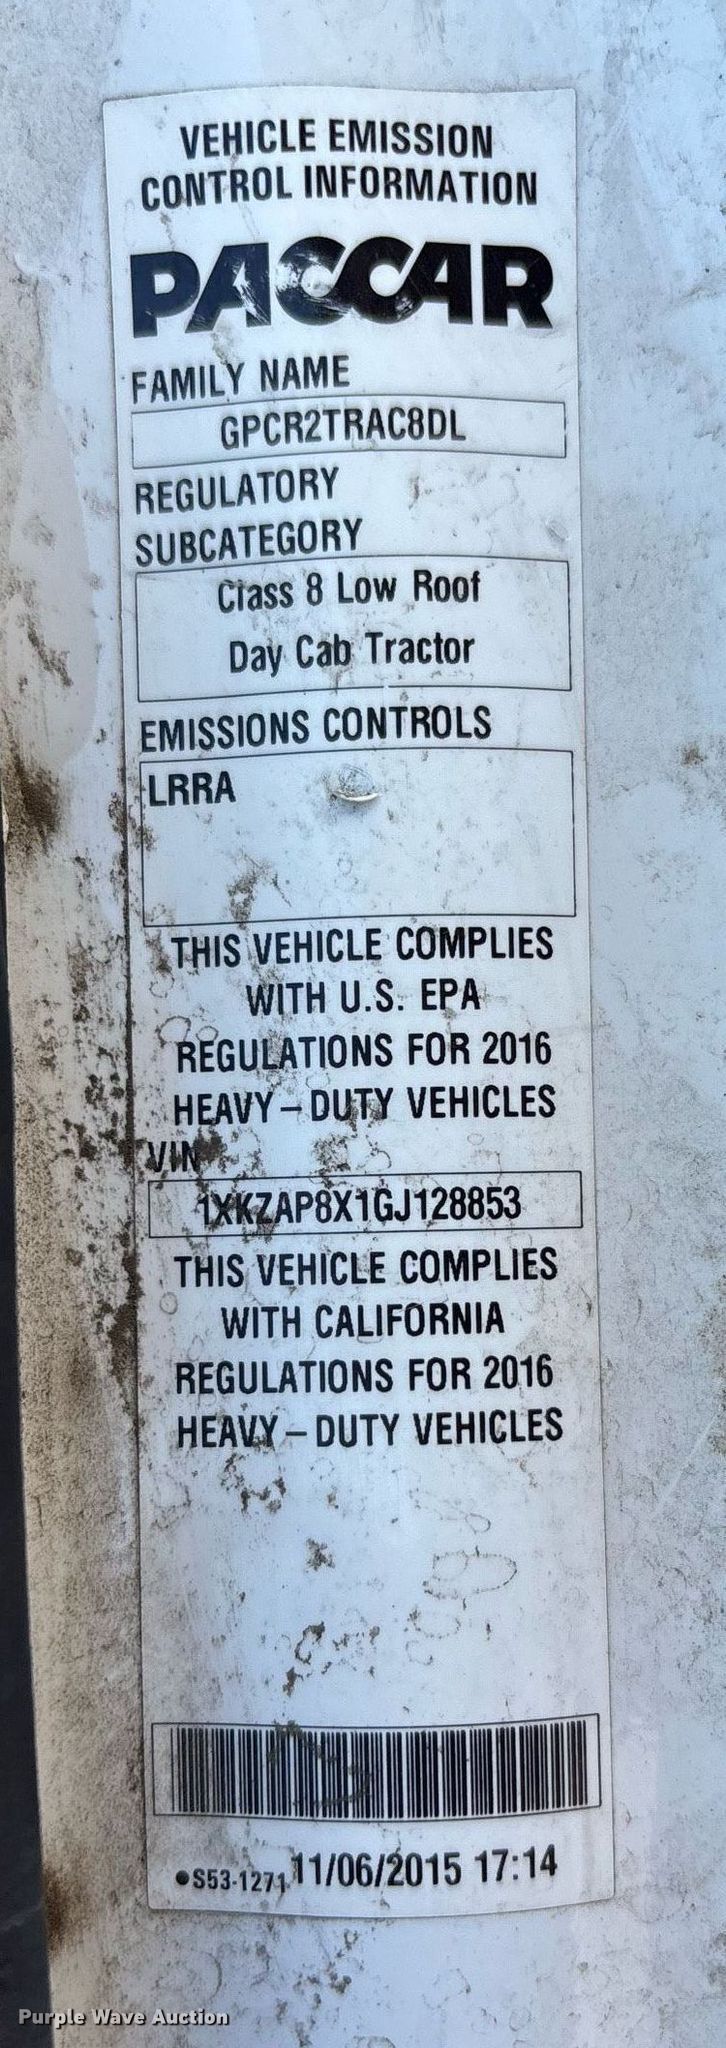 VEHICLE EMISSION
CONTROL INFORMATION
PACCAR
FAMILY NAME
GPCR2TRAC8DL
REGULATORY
SUBCATEGORY
Class 8 Low Roof
Day Cab Tractor
EMISSIONS CONTROLS
LRRA
THIS VEHICLE COMPLIES
WITH U.S. EPA
REGULATIONS FOR 2016
HEAVY – DUTY VEHICLES
VIN
1XKZAP8X1GJ128853
THIS VEHICLE COMPLIES
WITH CALIFORNIA
REGULATIONS FOR 2016
HEAVY – DUTY VEHICLES
●S53-1271 11/06/2015 17:14
Purple Wave Auction